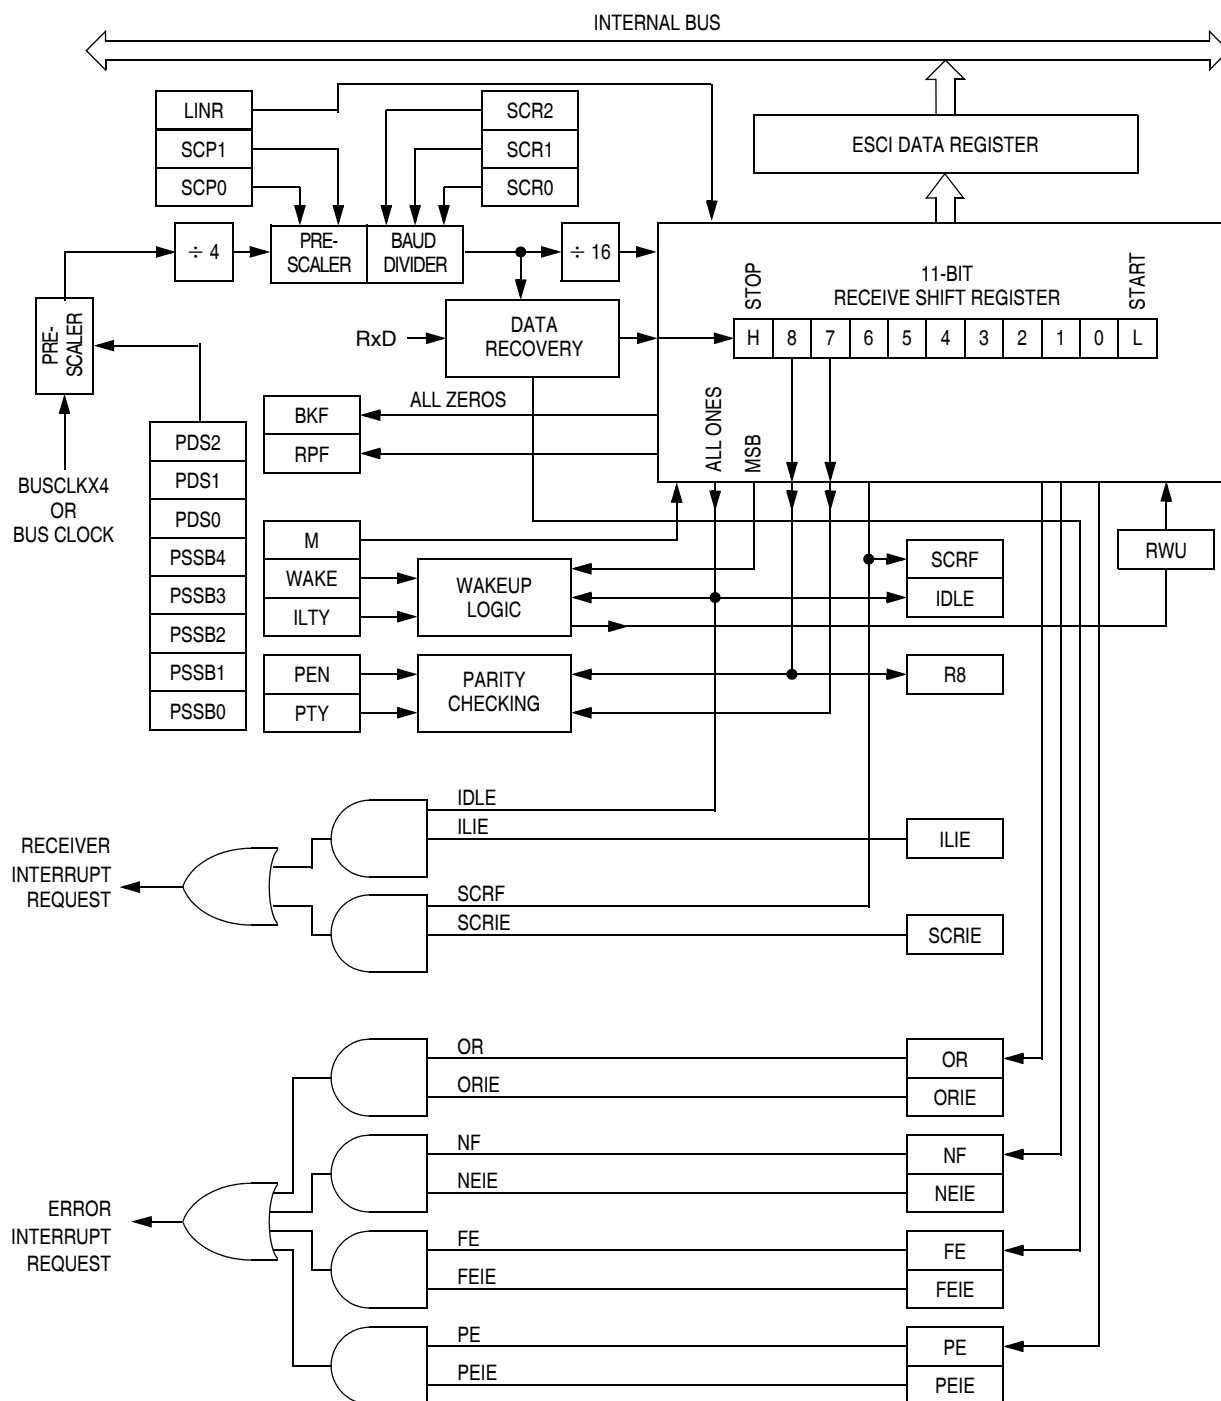 INTERNAL BUS
LINR
SCP1
SCP0
SCR2
SCR1
SCR0
ESCI DATA REGISTER
÷ 4
PRE-
SCALER
BAUD
DIVIDER
÷ 16
PRE-
SCALER
RxD
DATA
RECOVERY
STOP
11-BIT
RECEIVE SHIFT REGISTER
START
H 8 7 6 5 4 3 2 1 0 L
ALL ZEROS
BKF
RPF
ALL ONES
MSB
BUSCLKX4
OR
BUS CLOCK
PDS2
PDS1
PDS0
PSSB4
PSSB3
PSSB2
PSSB1
PSSB0
M
WAKE
ILTY
WAKEUP
LOGIC
SCRF
IDLE
RWU
PEN
PTY
PARITY
CHECKING
R8
RECEIVER
INTERRUPT
REQUEST
IDLE
ILIE
ILIE
SCRF
SCRIE
SCRIE
OR
ORIE
OR
ORIE
NF
NEIE
NF
NEIE
ERROR
INTERRUPT
REQUEST
FE
FEIE
FE
FEIE
PE
PEIE
PE
PEIE